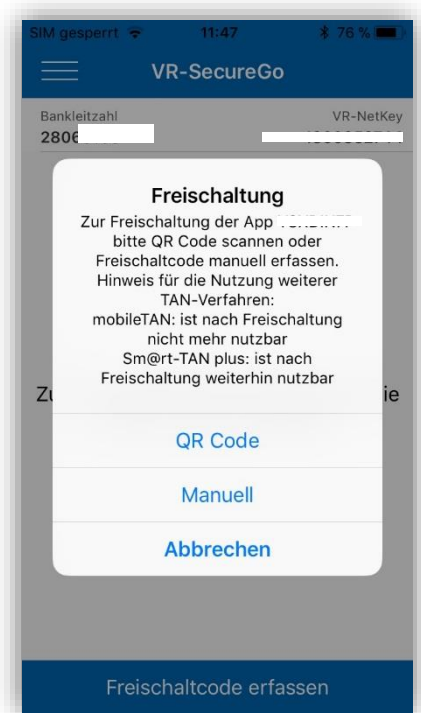 SIM gesperrt 11:47 76 %
VR-SecureGo
Bankleitzahl VR-NetKey
2806
Freischaltung
Zur Freischaltung der App
bitte QR Code scannen oder
Freischaltcode manuell erfassen.
Hinweis für die Nutzung weiterer
TAN-Verfahren:
mobileTAN: ist nach Freischaltung
nicht mehr nutzbar
Sm@rt-TAN plus: ist nach
Freischaltung weiterhin nutzbar
ie
QR Code
Manuell
Abbrechen
Freischaltcode erfassen